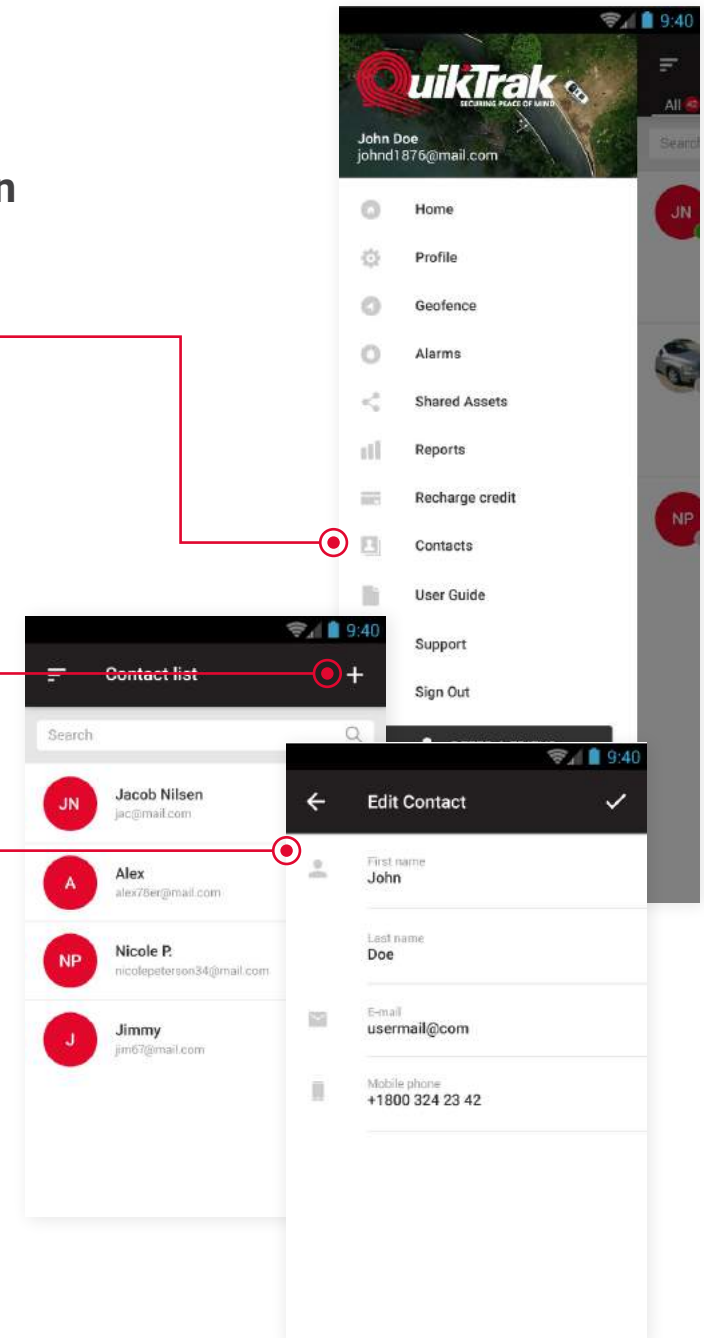 n
9:40
QuikTrak
SECURING PEACE OF MIND
John Doe
johnd1876@mail.com
All
Search
Home
JN
Profile
Geofence
Alarms
Shared Assets
Reports
Recharge credit
NP
Contacts
User Guide
Support
Sign Out
9:40
Contact list
Search
JN
Jacob Nilsen
jac@mail.com
A
Alex
alex78er@mail.com
NP
Nicole P.
nicolepeterson34@mail.com
J
Jimmy
jim67@mail.com
9:40
Edit Contact
First name
John
Last name
Doe
E-mail
usermail@com
Mobile phone
+1800 324 23 42